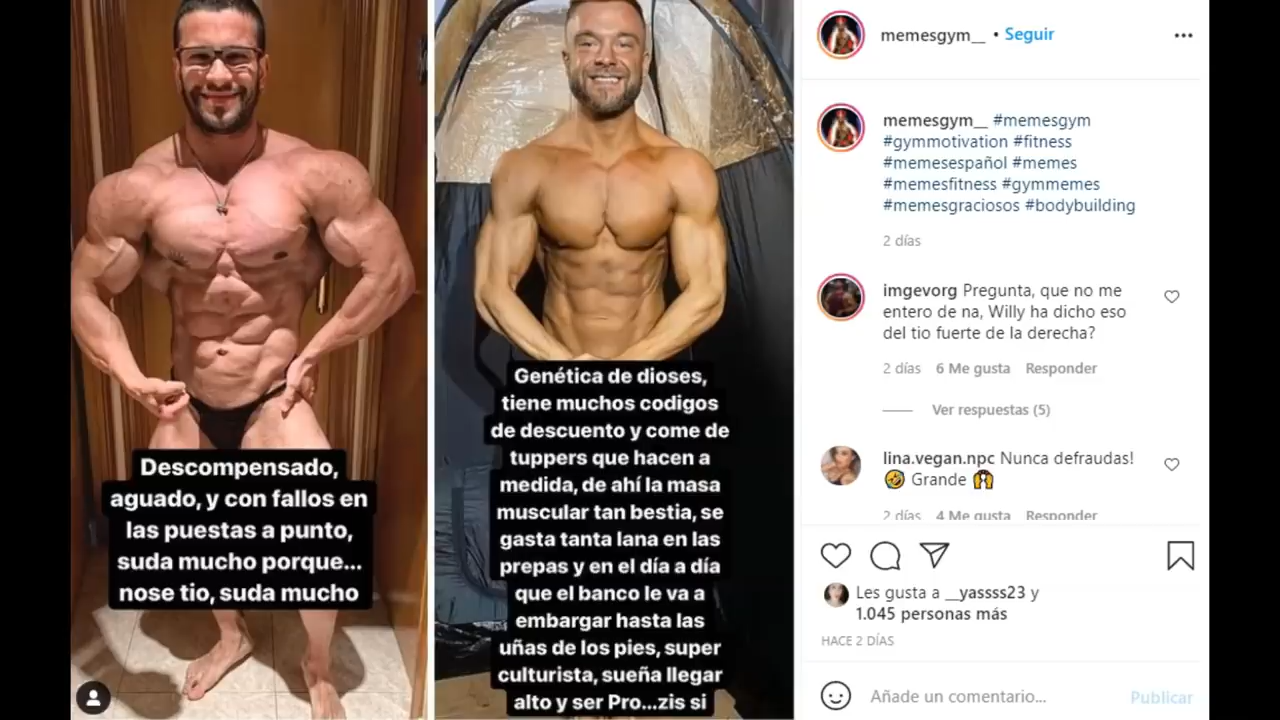 Descompensado,
aguado, y con fallos en
las puestas a punto,
suda mucho porque...
nose tio, suda mucho
Genética de dioses,
tiene muchos codigos
de descuento y come de
tuppers que hacen a
medida, de ahí la masa
muscular tan bestia, se
gasta tanta lana en las
prepas y en el día a día
que el banco le va a
embargar hasta las
uñas de los pies, super
culturista, sueña llegar
alto y ser Pro...zis si
memesgym__ • Seguir
memesgym__ #memesgym
#gymmotivation #fitness
#memesespañol #memes
#memesfitness #gymmemes
#memesgraciosos #bodybuilding
2 días
imgevorg Pregunta, que no me
entero de na, Willy ha dicho eso
del tio fuerte de la derecha?
2 días 6 Me gusta Responder
Ver respuestas (5)
lina.vegan.npc Nunca defraudas!
🤣 Grande 🙌
2 días 4 Me gusta Responder
Les gusta a __yassss23 y
1.045 personas más
HACE 2 DÍAS
Añade un comentario... Publicar